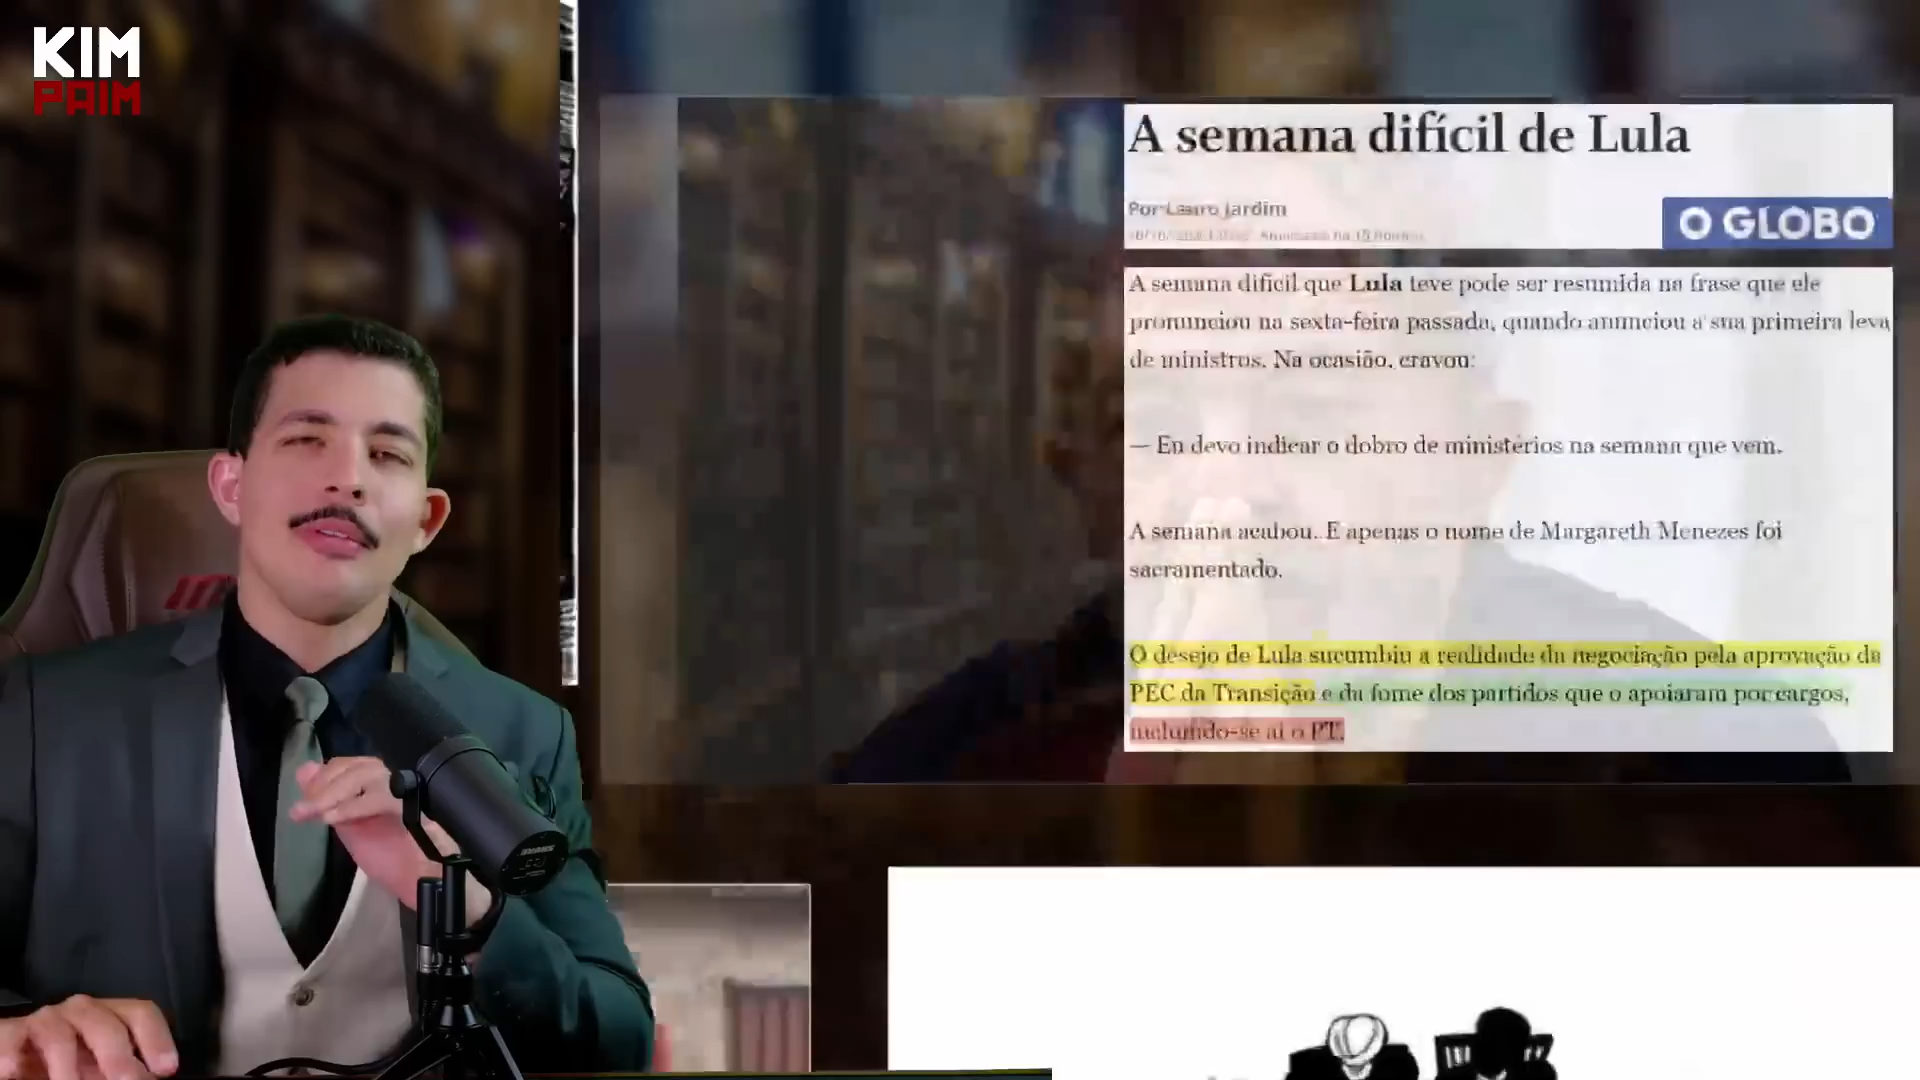 KIM
PAIM
A semana difícil de Lula
Por Lauro Jardim
O GLOBO
A semana difícil que Lula teve pode ser resumida na frase que ele
pronunciou na sexta-feira passada, quando anunciou a sua primeira leva
de ministros. Na ocasião, cravou:
— Eu devo indicar o dobro de ministérios na semana que vem.
A semana acabou. E apenas o nome de Margareth Menezes foi
sacramentado.
O desejo de Lula sucumbiu a realidade da negociação pela aprovação da
PEC da Transição e da fome dos partidos que o apoiaram por cargos,
incluindo-se aí o PT.